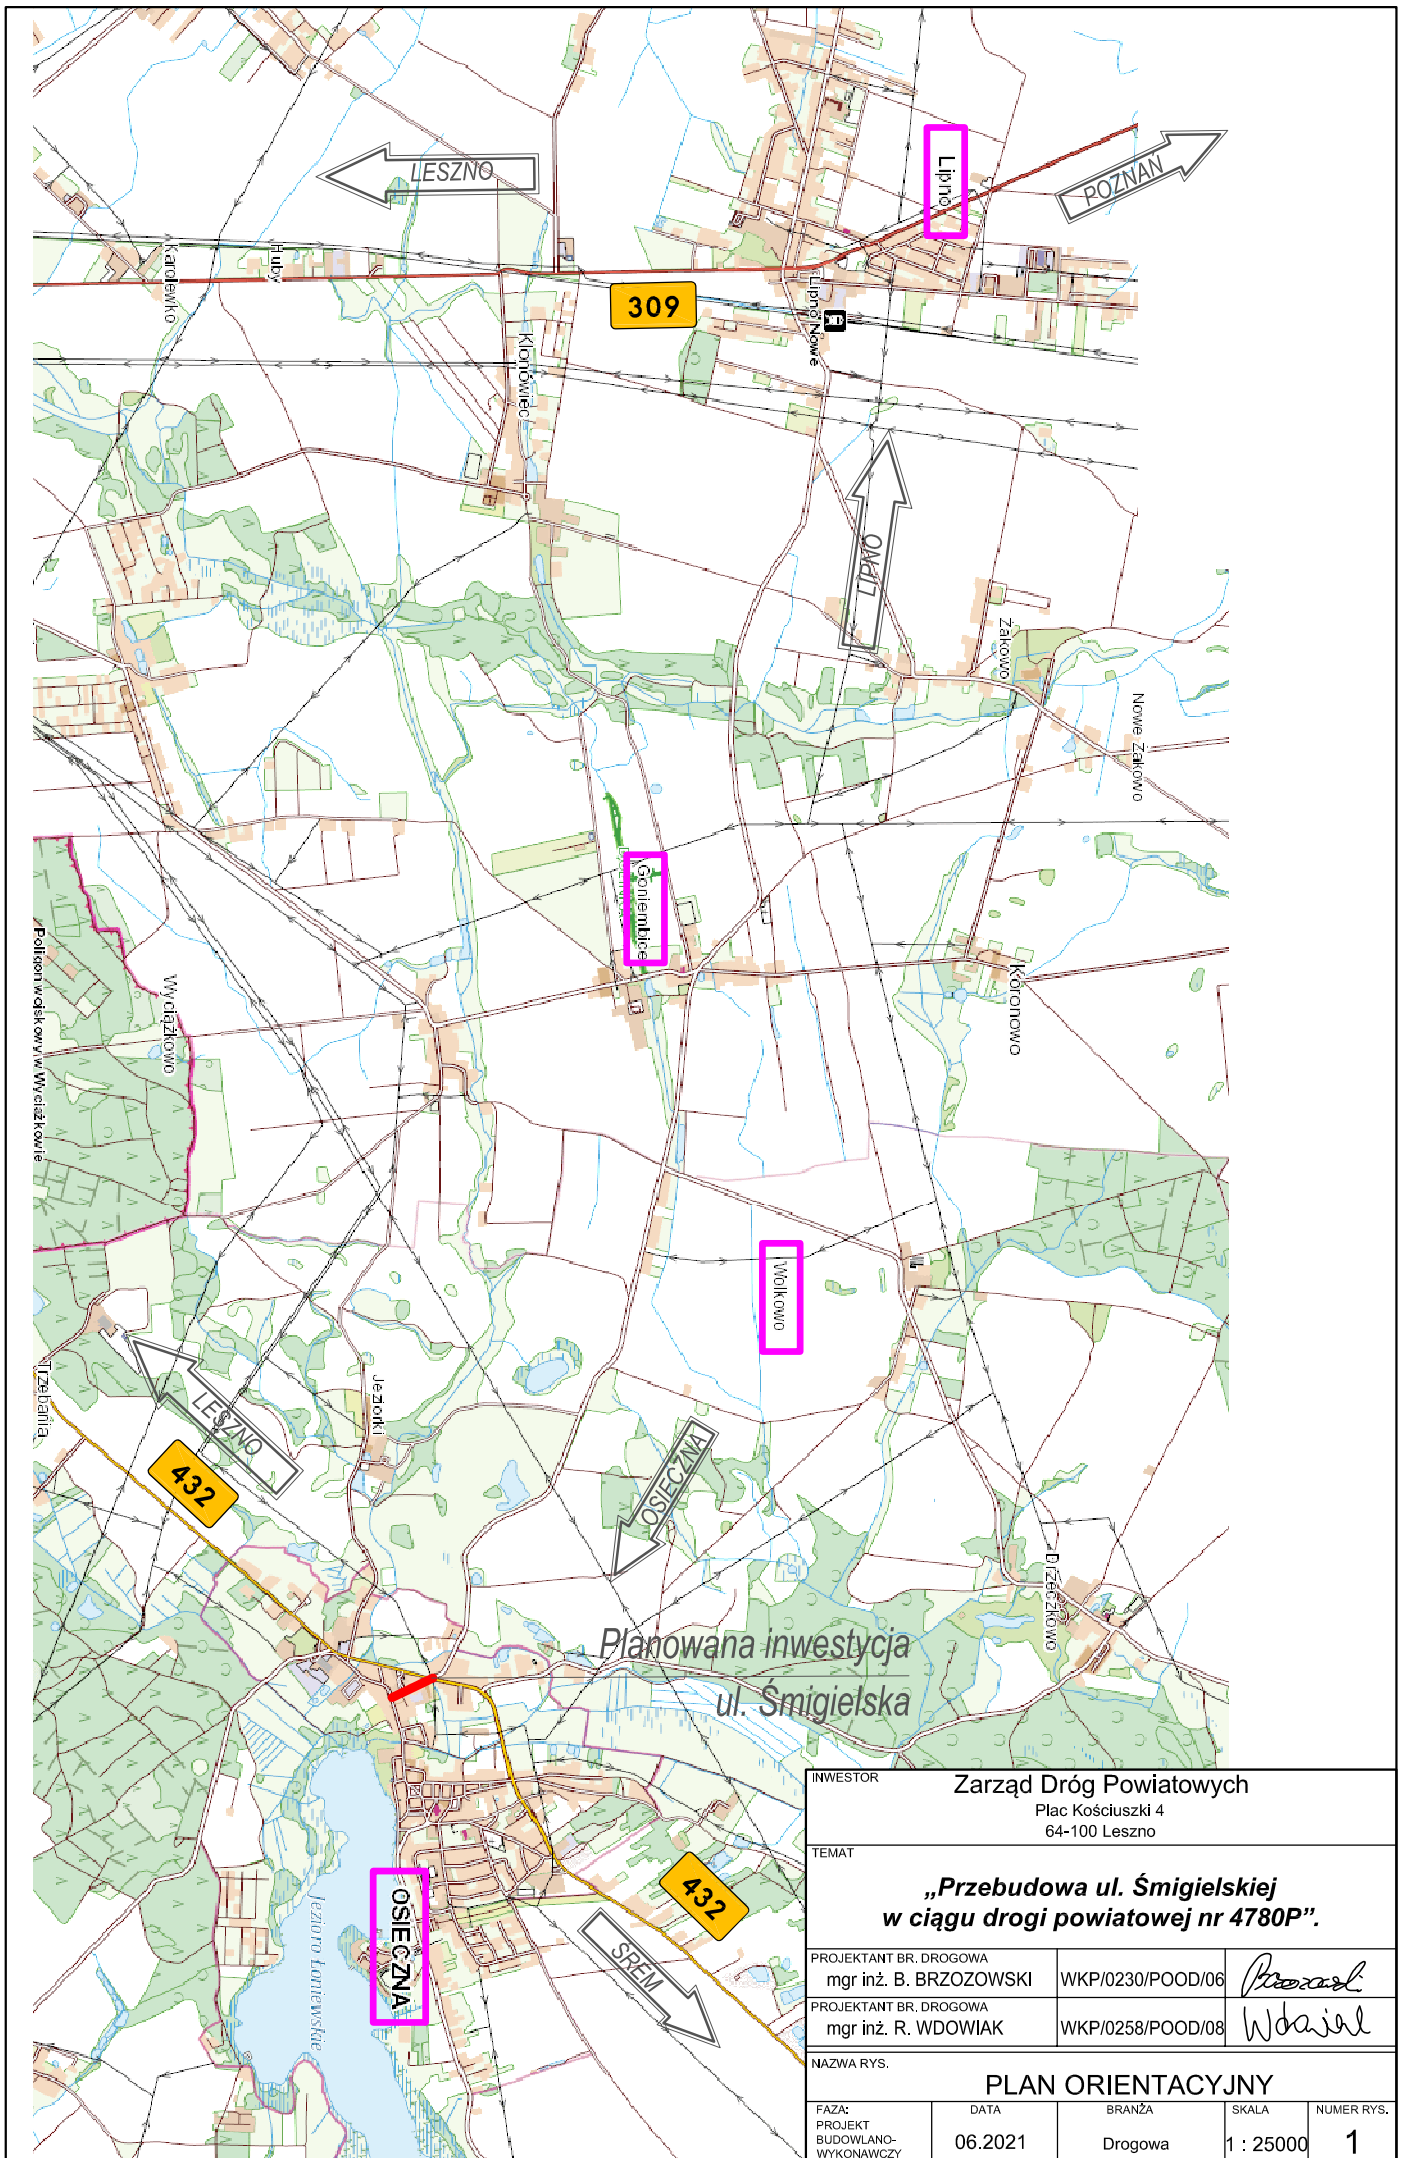 LESZNO
Lipno
POZNAŃ
Karolewko
Huby
309
Lipno Nowe
Klonówiec
LIPNO
Żakowo
Nowe Żakowo
Goniembice
Koronowo
Wyciążkowo
Poligon wojskowy w Wyciążkowie
Wolkowo
Trzebania
LESZNO
Jeziorki
432
OSIECZNA
Drzeczkowo
Planowana inwestycja
ul. Śmigielska
432
OSIECZNA
Jezioro Łoniewskie
ŚREM
INWESTOR
Zarząd Dróg Powiatowych
Plac Kościuszki 4
64-100 Leszno
TEMAT
„Przebudowa ul. Śmigielskiej
w ciągu drogi powiatowej nr 4780P”.
PROJEKTANT BR. DROGOWA
mgr inż. B. BRZOZOWSKI WKP/0230/POOD/06
PROJEKTANT BR. DROGOWA
mgr inż. R. WDOWIAK WKP/0258/POOD/08
NAZWA RYS.
PLAN ORIENTACYJNY
FAZA: DATA BRANŻA SKALA NUMER RYS.
PROJEKT
BUDOWLANO-
WYKONAWCZY
06.2021 Drogowa 1 : 25000 1